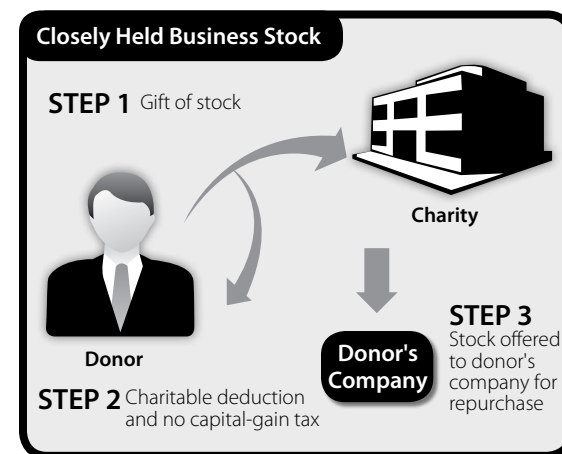 Closely Held Business Stock
STEP 1 Gift of stock
Charity
Donor
STEP 2 Charitable deduction
and no capital-gain tax
Donor's
Company
STEP 3
Stock offered
to donor's
company for
repurchase